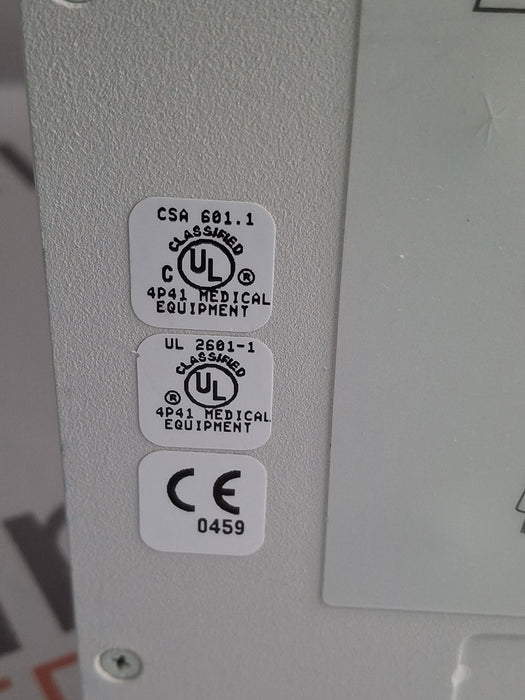 CSA 601.1
CLASSIFIED
C UL ®
4P41 MEDICAL
EQUIPMENT
UL 2601-1
CLASSIFIED
® UL
4P41 MEDICAL
EQUIPMENT
CE
0459